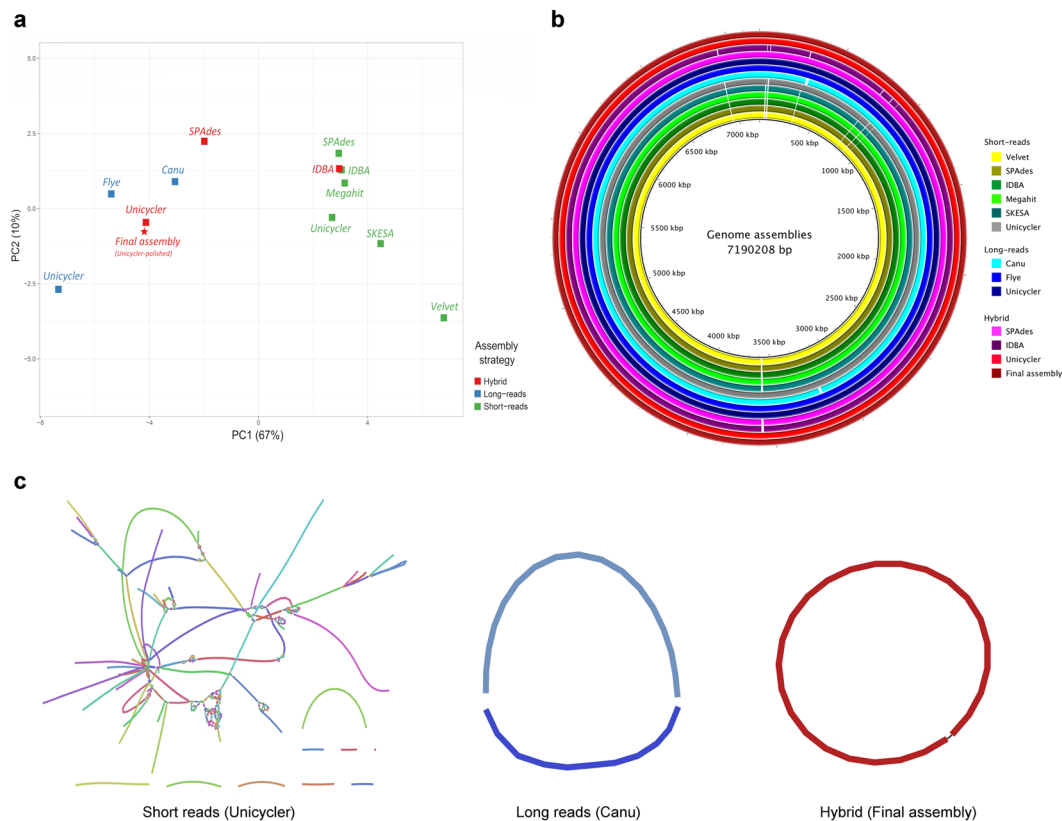 a
b
5.0
2.5
0.0
−2.5
−5.0
−8
−4
0
4
PC2 (10%)
PC1 (67%)
SPAdes
Canu
Flye
Unicycler
Final assembly
(Unicycler-polished)
Unicycler
SPAdes
IDBA
IDBA
Megahit
Unicycler
SKESA
Velvet
Assembly
strategy
Hybrid
Long−reads
Short−reads
Genome assemblies
7190208 bp
500 kbp
1000 kbp
1500 kbp
2000 kbp
2500 kbp
3000 kbp
3500 kbp
4000 kbp
4500 kbp
5000 kbp
5500 kbp
6000 kbp
6500 kbp
7000 kbp
Short-reads
Velvet
SPAdes
IDBA
Megahit
SKESA
Unicycler
Long-reads
Canu
Flye
Unicycler
Hybrid
SPAdes
IDBA
Unicycler
Final assembly
c
Short reads (Unicycler)
Long reads (Canu)
Hybrid (Final assembly)